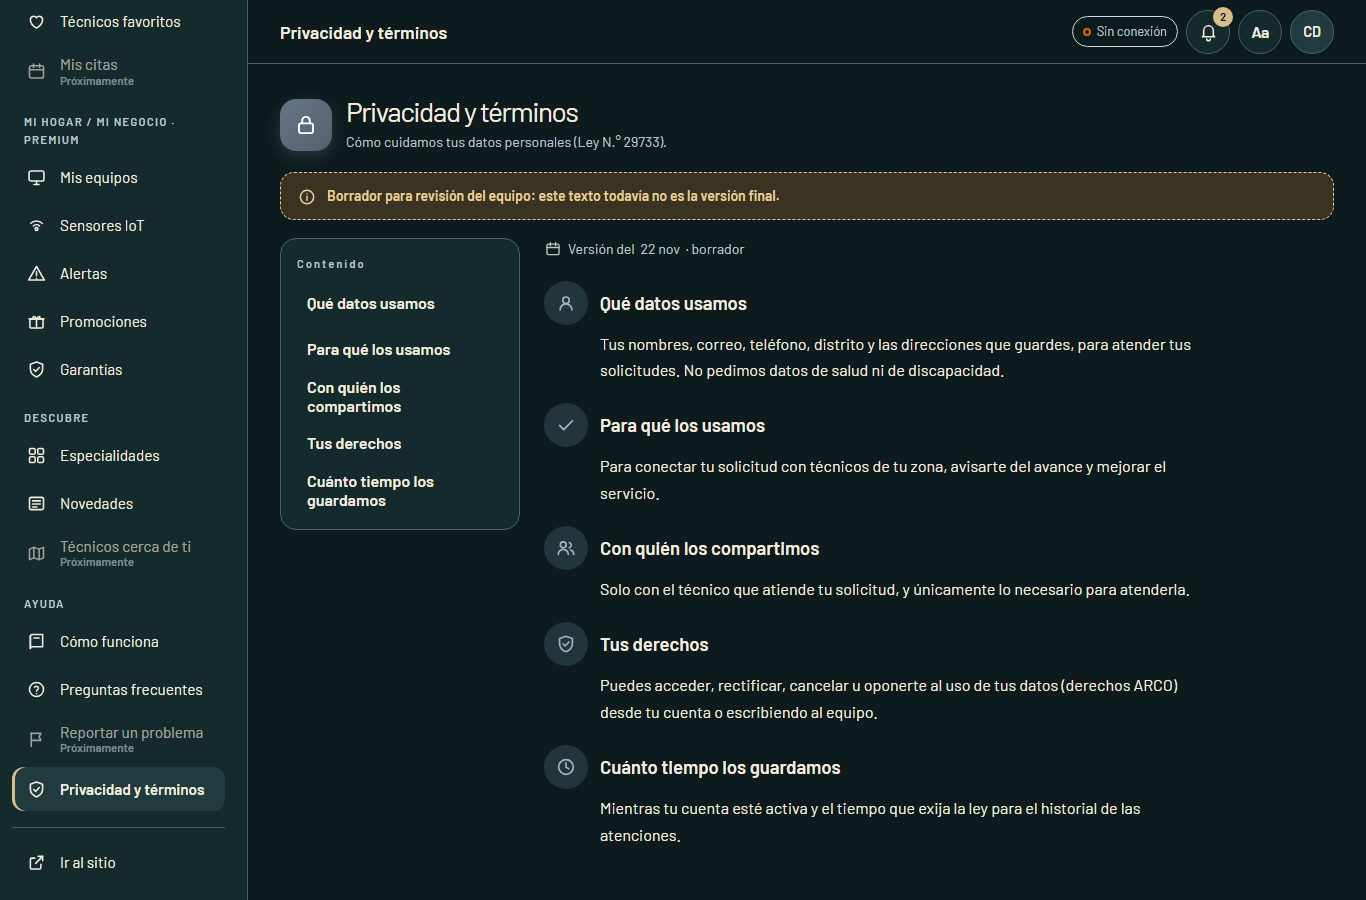 Técnicos favoritos
Mis citas
Próximamente
MI HOGAR / MI NEGOCIO ·
PREMIUM
Mis equipos
Sensores IoT
Alertas
Promociones
Garantías
DESCUBRE
Especialidades
Novedades
Técnicos cerca de ti
Próximamente
AYUDA
Cómo funciona
Preguntas frecuentes
Reportar un problema
Próximamente
Privacidad y términos
Ir al sitio
Privacidad y términos
Sin conexión
2
Aa
CD
Privacidad y términos
Cómo cuidamos tus datos personales (Ley N.° 29733).
Borrador para revisión del equipo: este texto todavía no es la versión final.
Contenido
Qué datos usamos
Para qué los usamos
Con quién los
compartimos
Tus derechos
Cuánto tiempo los
guardamos
Versión del 22 nov · borrador
Qué datos usamos
Tus nombres, correo, teléfono, distrito y las direcciones que guardes, para atender tus
solicitudes. No pedimos datos de salud ni de discapacidad.
Para qué los usamos
Para conectar tu solicitud con técnicos de tu zona, avisarte del avance y mejorar el
servicio.
Con quién los compartimos
Solo con el técnico que atiende tu solicitud, y únicamente lo necesario para atenderla.
Tus derechos
Puedes acceder, rectificar, cancelar u oponerte al uso de tus datos (derechos ARCO)
desde tu cuenta o escribiendo al equipo.
Cuánto tiempo los guardamos
Mientras tu cuenta esté activa y el tiempo que exija la ley para el historial de las
atenciones.